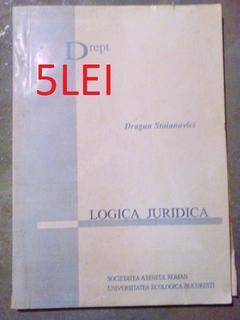 Drept
5LEI
Dragan Stoianovici
LOGICA JURIDICA
SOCIETATEA ATENEUL ROMAN
UNIVERSITATEA ECOLOGICA BUCURESTI